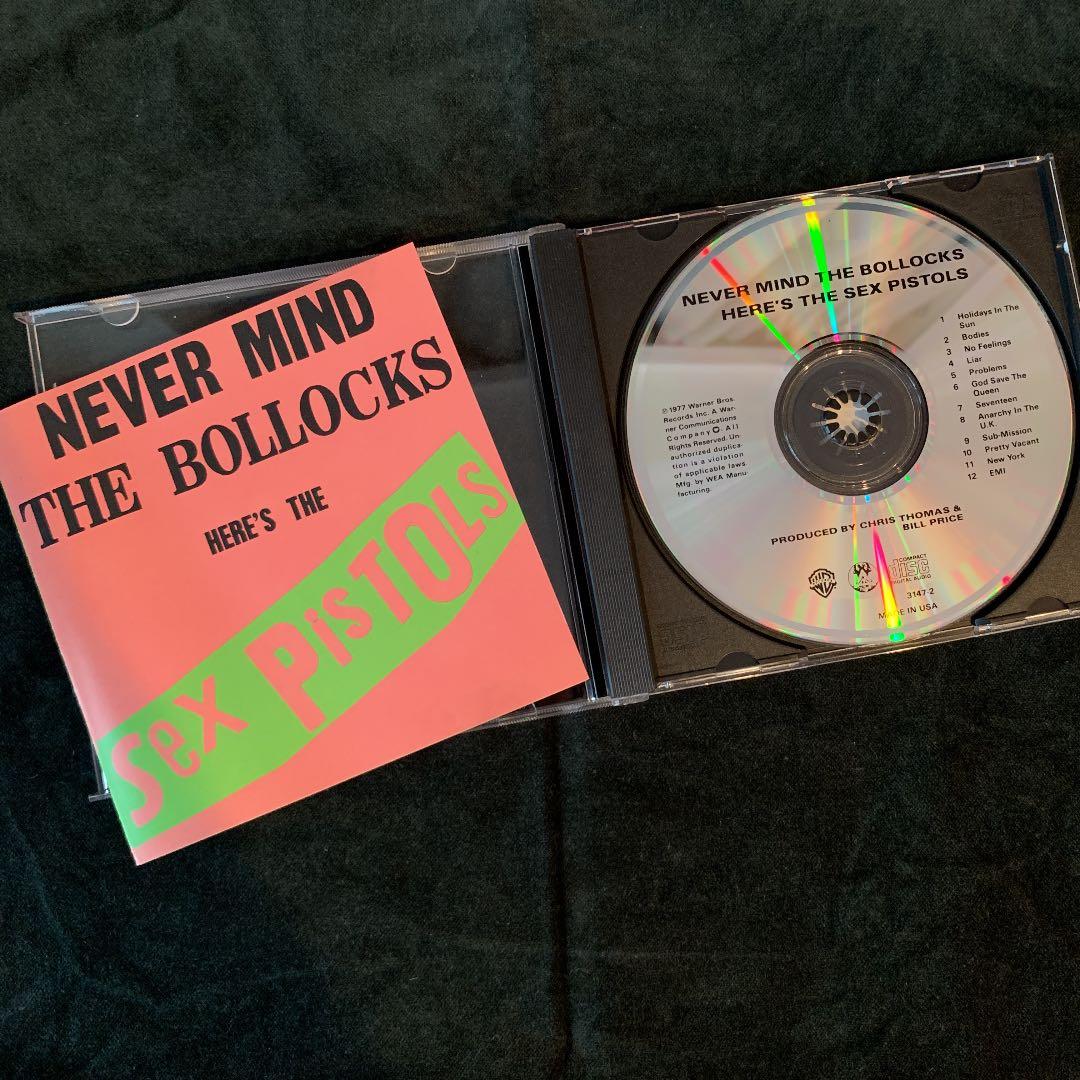 NEVER MIND
THE BOLLOCKS
HERE'S THE
Sex PisTOLS
NEVER MIND THE BOLLOCKS
HERE'S THE SEX PISTOLS
1 Holidays In The
Sun
2 Bodies
3 No Feelings
4 Liar
5 Problems
6 God Save The
Queen
7 Seventeen
8 Anarchy In The
U.K.
9 Sub-Mission
10 Pretty Vacant
11 New York
12 EMI
℗ 1977 Warner Bros.
Records Inc. A War-
ner Communications
Company. All
Rights Reserved. Un-
authorized duplica-
tion is a violation
of applicable laws.
Mfg. by WEA Manu-
facturing.
PRODUCED BY CHRIS THOMAS &
BILL PRICE
WB
COMPACT
disc
DIGITAL AUDIO
3147-2
MADE IN USA